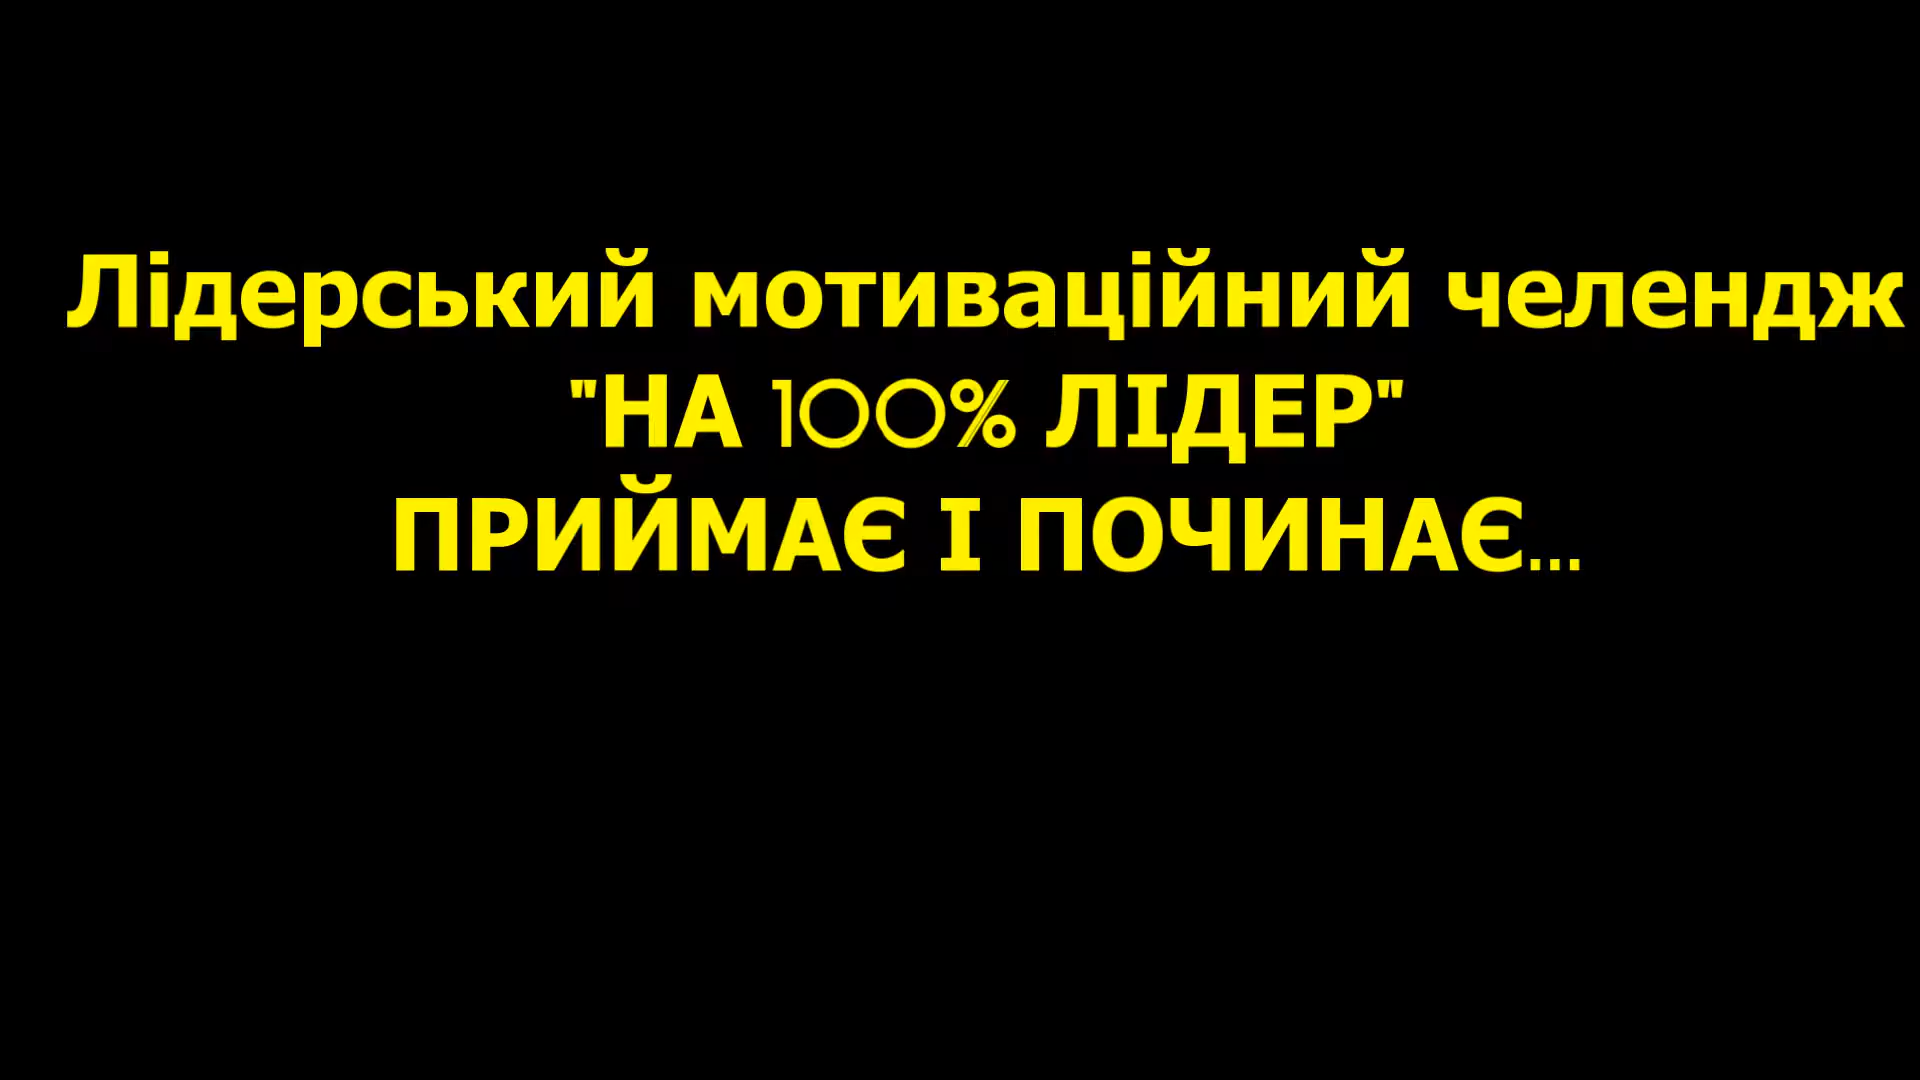 Лідерський мотиваційний челендж
"НА 100% ЛІДЕР"
ПРИЙМАЄ І ПОЧИНАЄ...